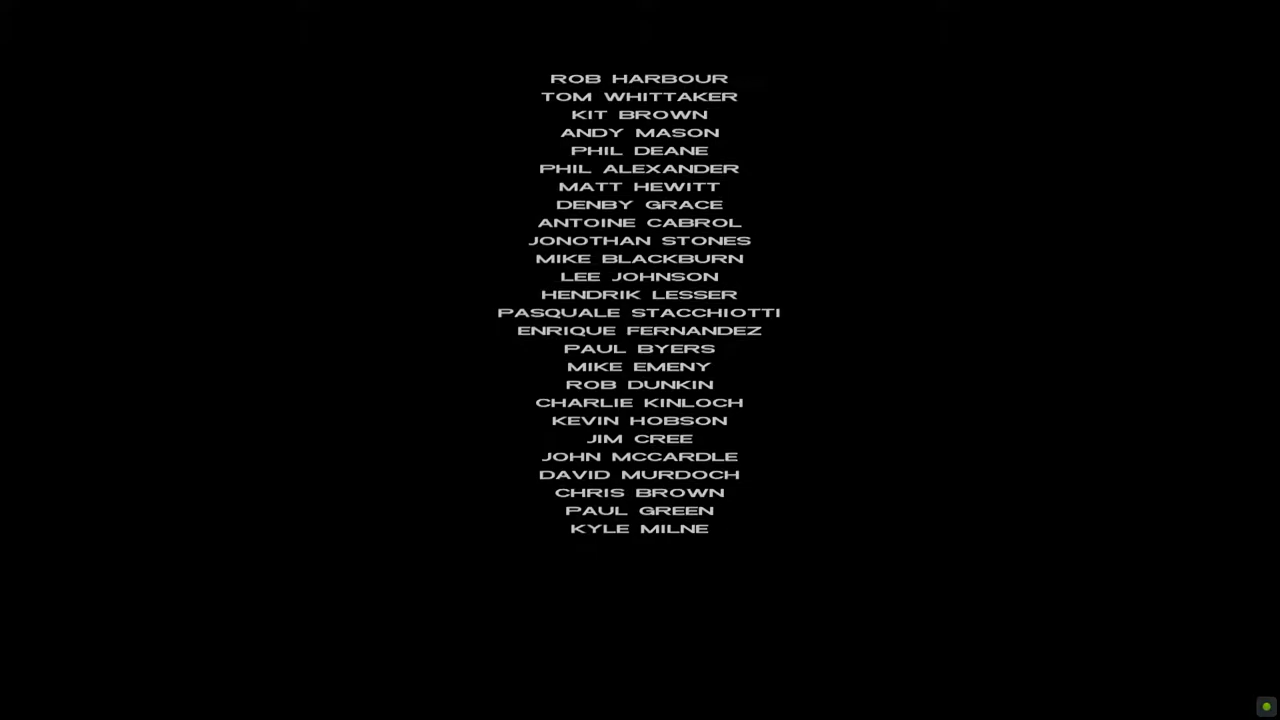 ROB HARBOUR
TOM WHITTAKER
KIT BROWN
ANDY MASON
PHIL DEANE
PHIL ALEXANDER
MATT HEWITT
DENBY GRACE
ANTOINE CABROL
JONOTHAN STONES
MIKE BLACKBURN
LEE JOHNSON
HENDRIK LESSER
PASQUALE STACCHIOTTI
ENRIQUE FERNANDEZ
PAUL BYERS
MIKE EMENY
ROB DUNKIN
CHARLIE KINLOCH
KEVIN HOBSON
JIM CREE
JOHN MCCARDLE
DAVID MURDOCH
CHRIS BROWN
PAUL GREEN
KYLE MILNE